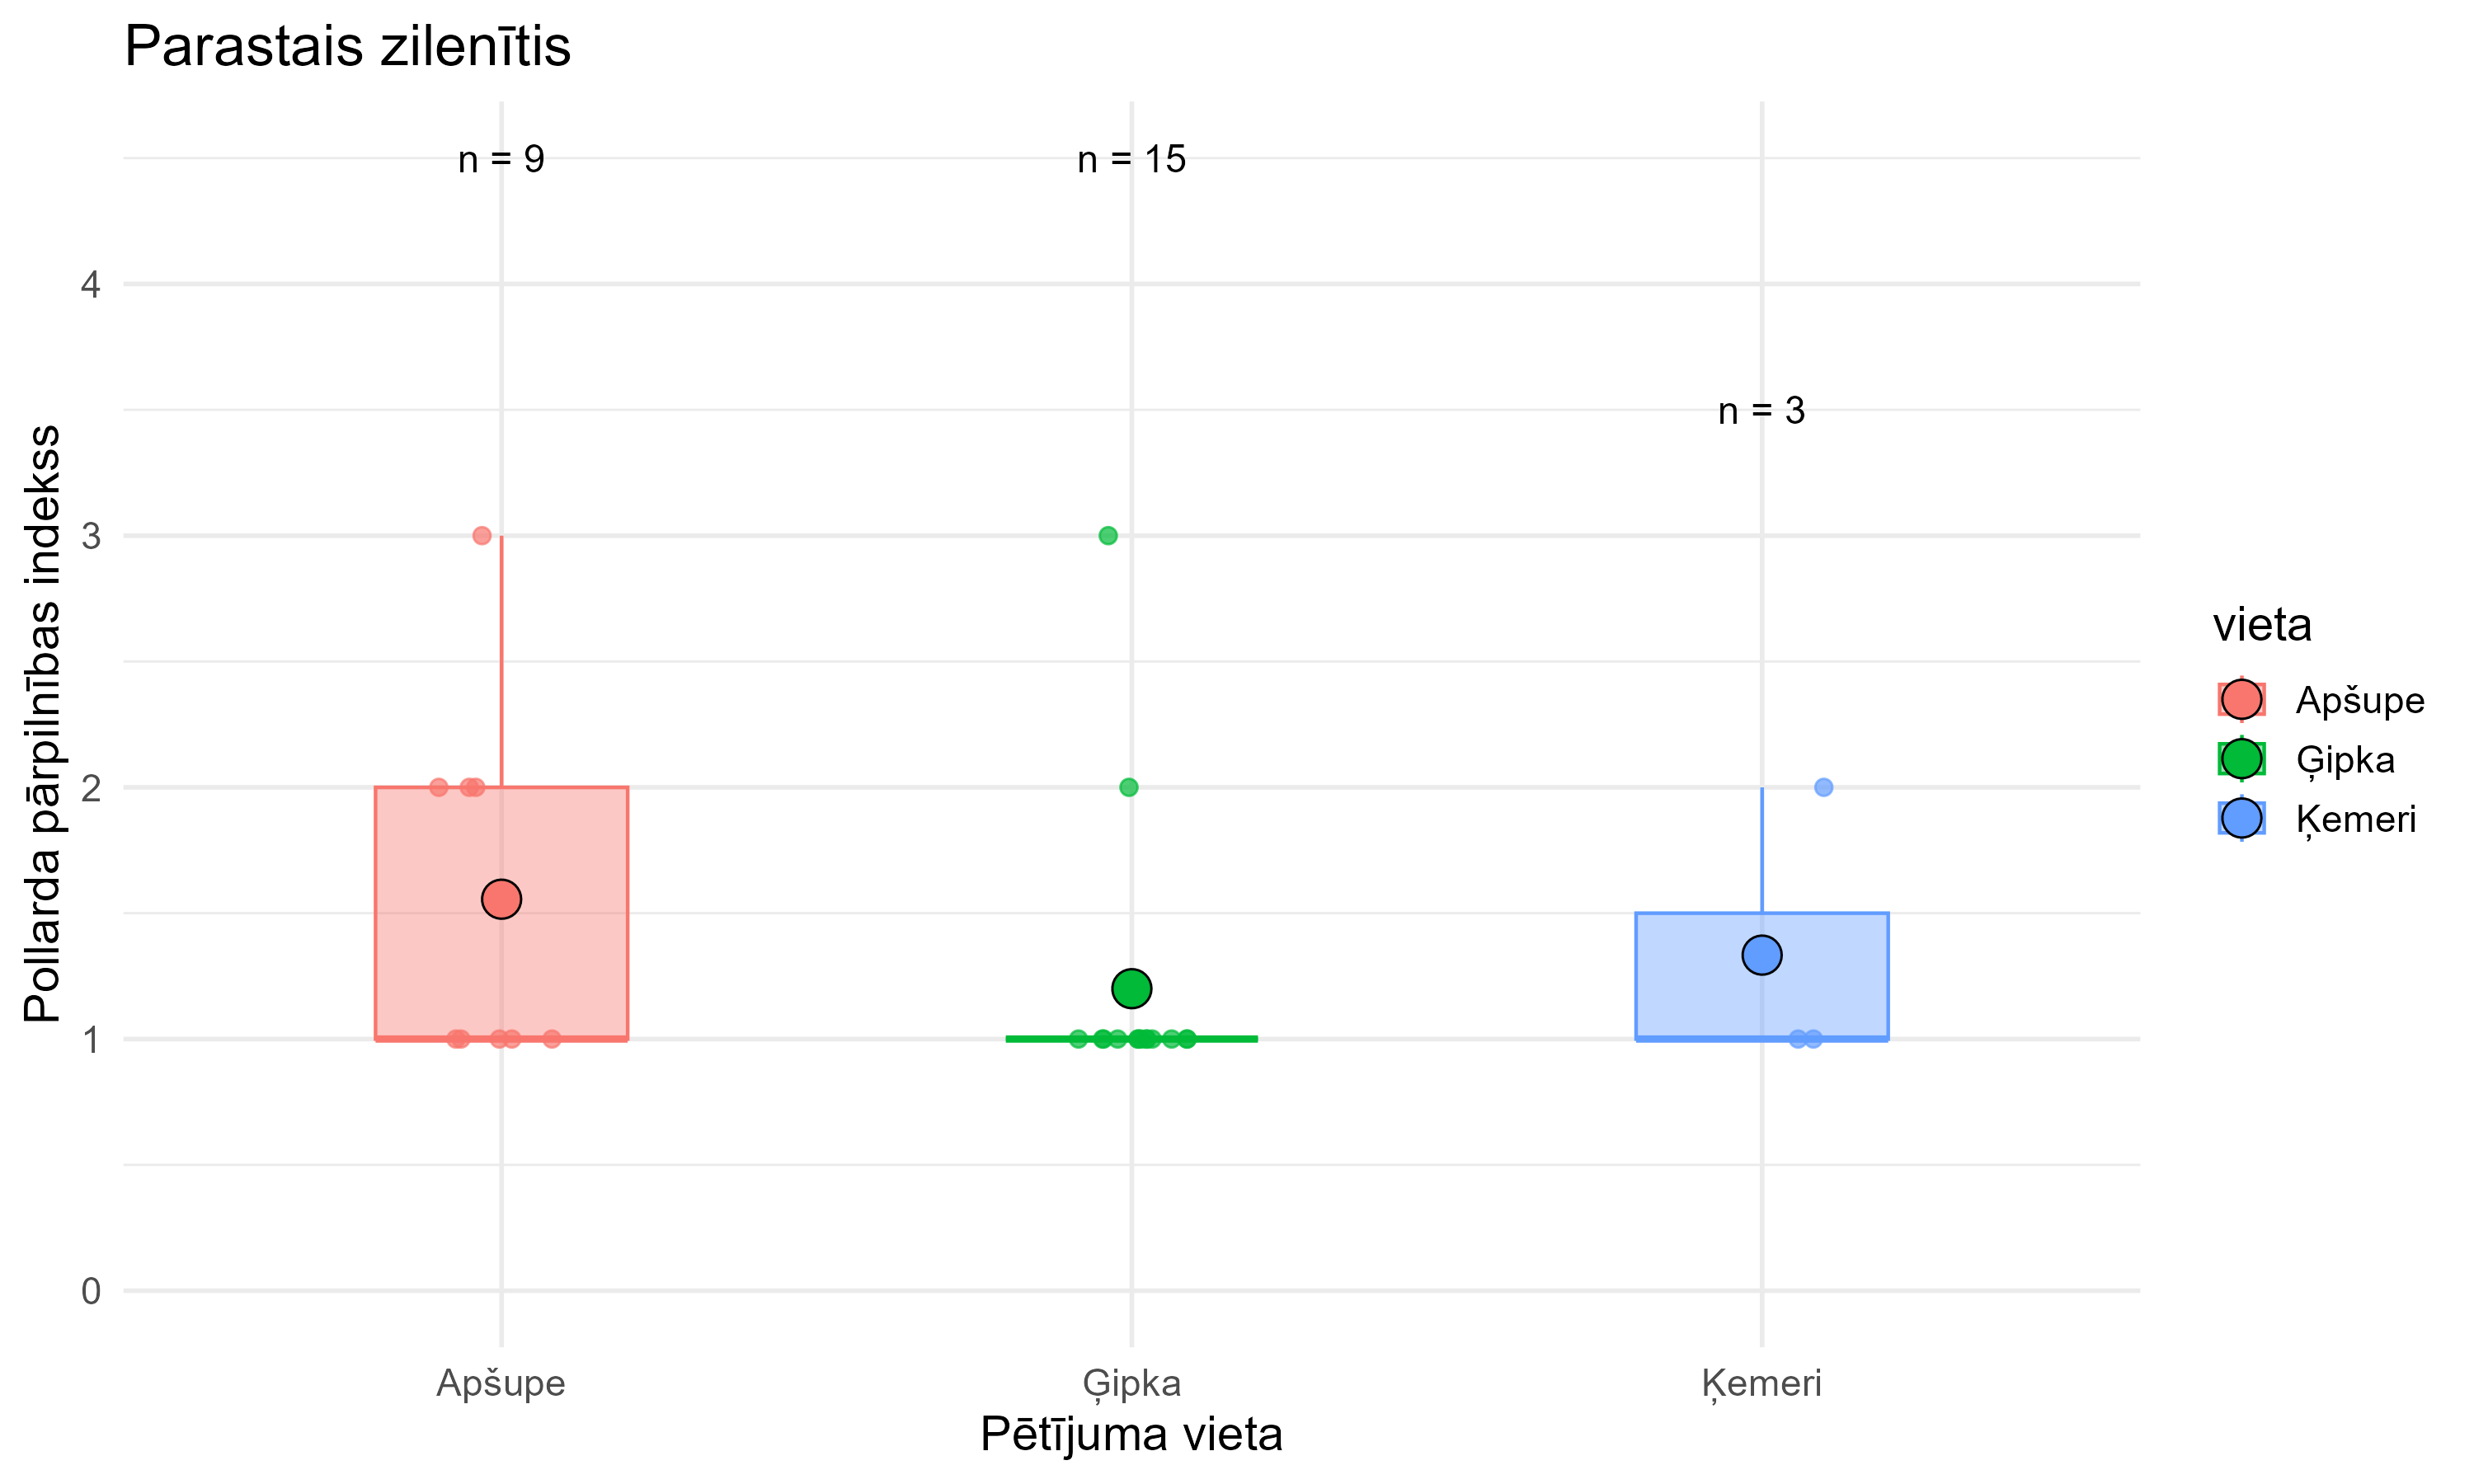 Parastais zilenītis
n = 9
n = 15
n = 3
Pollarda pārpilnības indekss
4
3
2
1
0
Apšupe
Ģipka
Ķemeri
Pētījuma vieta
vieta
Apšupe
Ģipka
Ķemeri